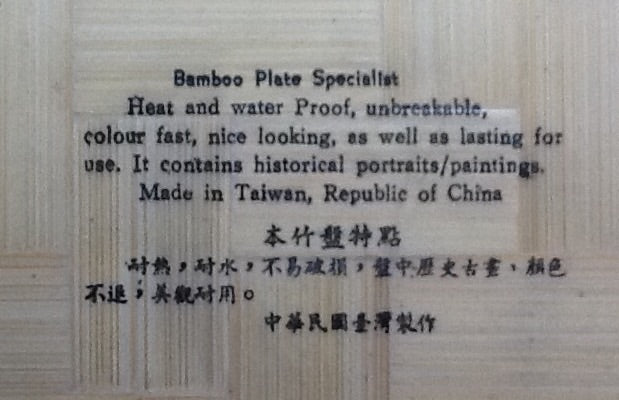 Bamboo Plate Specialist
Heat and water Proof, unbreakable,
colour fast, nice looking, as well as lasting for
use. It contains historical portraits/paintings.
Made in Taiwan, Republic of China
本竹盤特點
耐熱，耐水，不易破損，盤中歷史古畫、顏色
不退；美觀耐用。
中華民國臺灣製作